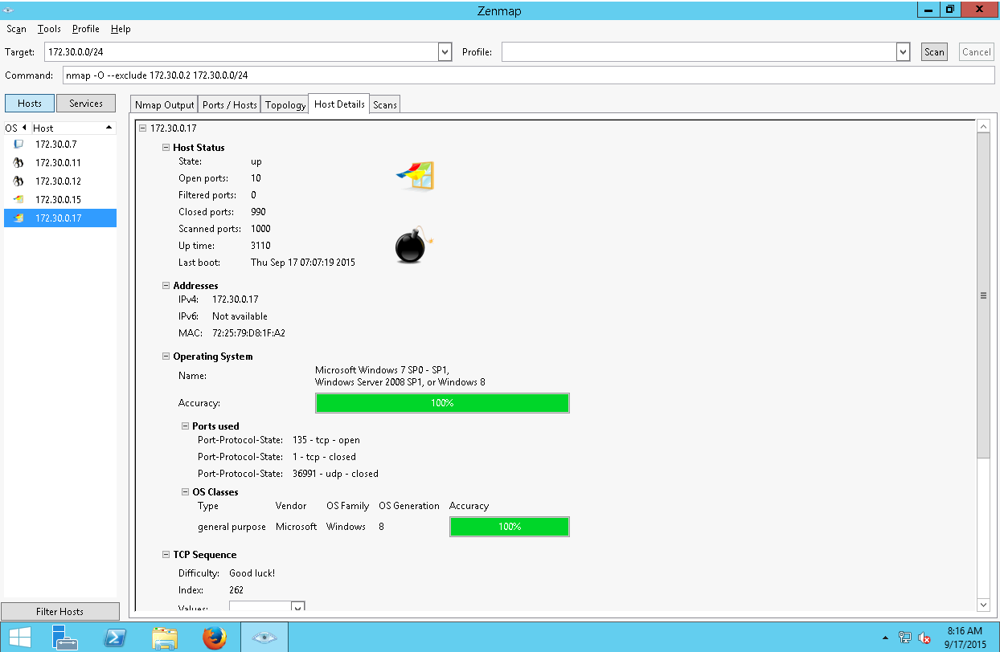 Zenmap
Scan Tools Profile Help
Target: 172.30.0.0/24 Profile: Scan Cancel
Command: nmap -O --exclude 172.30.0.2 172.30.0.0/24
Hosts Services
Nmap Output Ports / Hosts Topology Host Details Scans
OS Host
172.30.0.7
172.30.0.11
172.30.0.12
172.30.0.15
172.30.0.17
Filter Hosts
172.30.0.17
Host Status
State: up
Open ports: 10
Filtered ports: 0
Closed ports: 990
Scanned ports: 1000
Up time: 3110
Last boot: Thu Sep 17 07:07:19 2015
Addresses
IPv4: 172.30.0.17
IPv6: Not available
MAC: 72:25:79:D8:1F:A2
Operating System
Name: Microsoft Windows 7 SP0 - SP1,
Windows Server 2008 SP1, or Windows 8
Accuracy: 100%
Ports used
Port-Protocol-State: 135 - tcp - open
Port-Protocol-State: 1 - tcp - closed
Port-Protocol-State: 36991 - udp - closed
OS Classes
Type Vendor OS Family OS Generation Accuracy
general purpose Microsoft Windows 8 100%
TCP Sequence
Difficulty: Good luck!
Index: 262
Values:
8:16 AM
9/17/2015